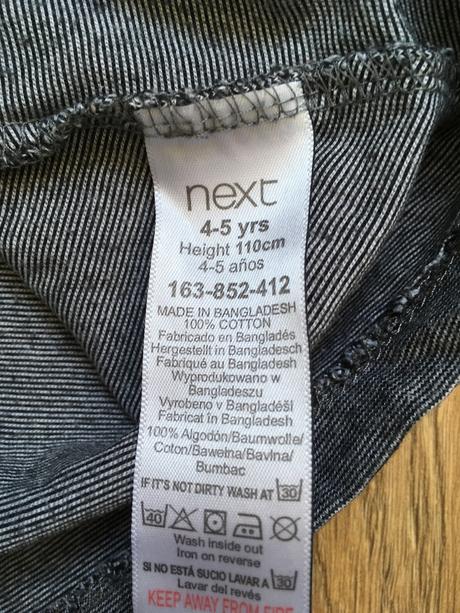 next
4-5 yrs
Height 110cm
4-5 años
163-852-412
MADE IN BANGLADESH
100% COTTON
Fabricado en Bangladés
Hergestellt in Bangladesch
Fabriqué au Bangladesh
Wyprodukowano w
Bangladeszu
Vyrobeno v Bangladéši
Fabricat în Bangladesh
100% Algodón/Baumwolle/
Coton/Bawełna/Bavlna/
Bumbac
IF IT'S NOT DIRTY WASH AT 30
40
Wash inside out
Iron on reverse
SI NO ESTÁ SUCIO LAVAR A 30
Lavar del revés
KEEP AWAY FROM FIRE